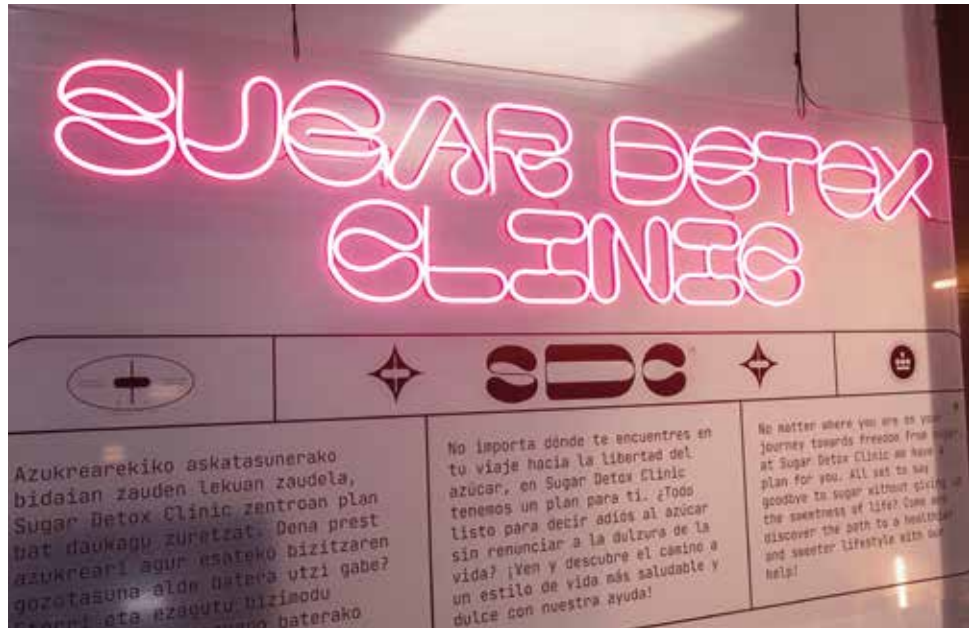 SUGAR DETOX
CLINIC
SDC
Azukrearekiko askatasunerako
bidaian zauden lekuan zaudela,
Sugar Detox Clinic zentroan plan
bat daukagu zuretzat. Dena prest
azukreari agur esateko bizitzaren
gozotasuna alde batera utzi gabe?
Etorri eta ezagutu bizimodu
baterako
No importa dónde te encuentres en
tu viaje hacia la libertad del
azúcar, en Sugar Detox Clinic
tenemos un plan para ti. ¿Todo
listo para decir adiós al azúcar
sin renunciar a la dulzura de la
vida? ¡Ven y descubre el camino a
un estilo de vida más saludable y
dulce con nuestra ayuda!
No matter where you are on your
journey towards freedom from sugar,
at Sugar Detox Clinic we have a
plan for you. All set to say
goodbye to sugar without giving up
the sweetness of life? Come and
discover the path to a healthier
and sweeter lifestyle with our
help!